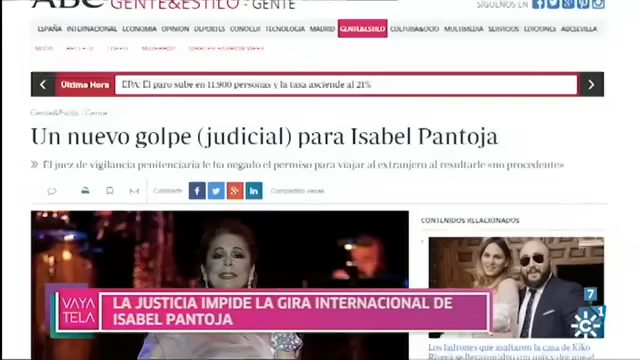 ABC GENTE&ESTILO - GENTE
SÍGUENOS EN
ESPAÑA INTERNACIONAL ECONOMÍA OPINIÓN DEPORTES CONOCER TECNOLOGÍA MADRID GENTE&ESTILO CULTURA&OCIO MULTIMEDIA SERVICIOS EDICIONES ABCSEVILLA
Última Hora
EPA: El paro sube en 11.900 personas y la tasa asciende al 21%
Gente&Estilo - Gente
Un nuevo golpe (judicial) para Isabel Pantoja
El juez de vigilancia penitenciaria le ha negado el permiso para viajar al extranjero al resultarle «no procedente»
Compartir
Compartido veces
CONTENIDOS RELACIONADOS
VAYA TELA
LA JUSTICIA IMPIDE LA GIRA INTERNACIONAL DE
ISABEL PANTOJA
7
1
Los ladrones que asaltaron la casa de Kiko